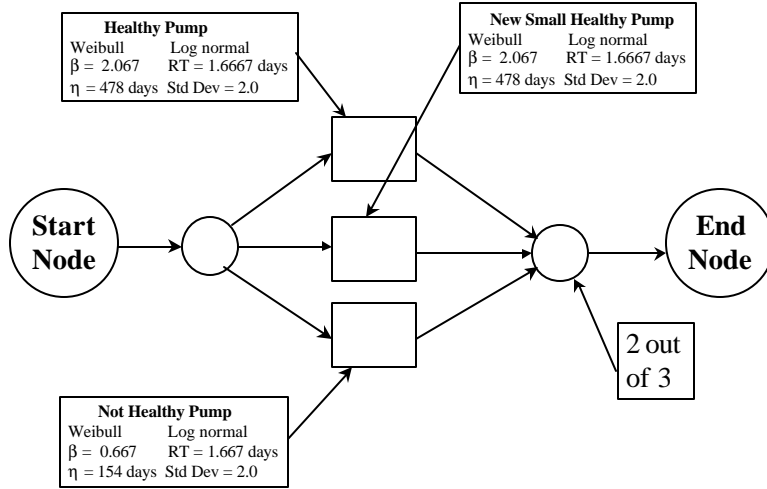 Healthy Pump
Weibull Log normal
β = 2.067 RT = 1.6667 days
η = 478 days Std Dev = 2.0
New Small Healthy Pump
Weibull Log normal
β = 2.067 RT = 1.6667 days
η = 478 days Std Dev = 2.0
Start
Node
End
Node
2 out
of 3
Not Healthy Pump
Weibull Log normal
β = 0.667 RT = 1.667 days
η = 154 days Std Dev = 2.0